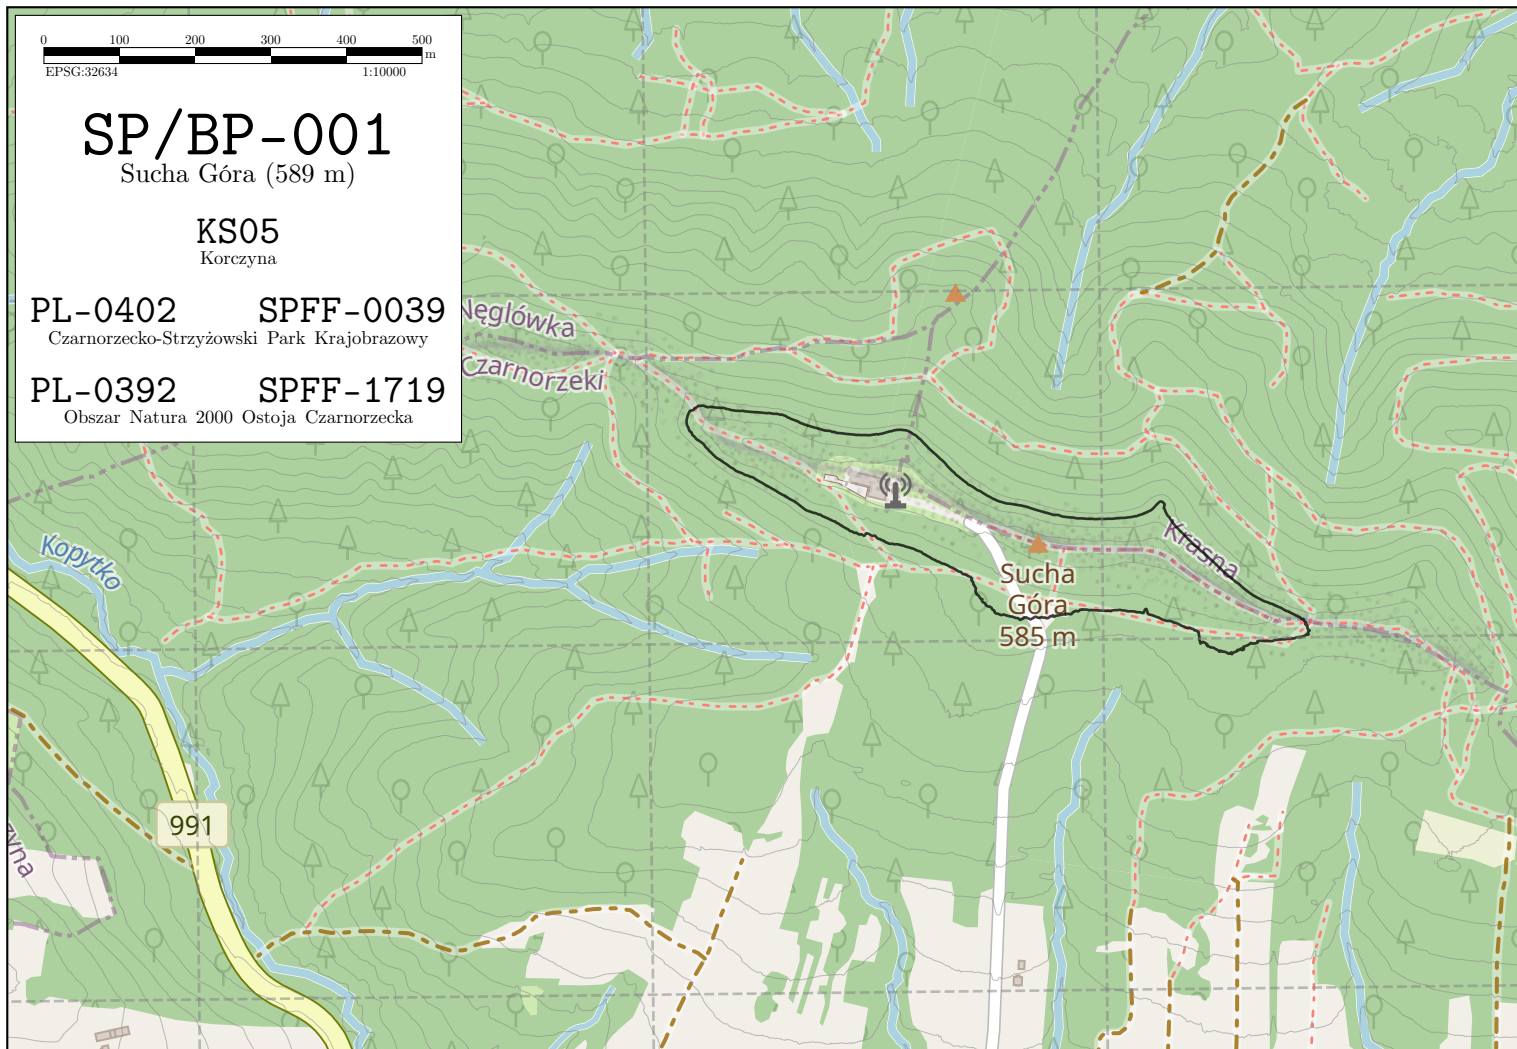 0 100 200 300 400 500
m
EPSG:32634 1:10000
SP/BP-001
Sucha Góra (589 m)
KS05
Korczyna
PL-0402 SPFF-0039
Czarnorzecko-Strzyżowski Park Krajobrazowy
PL-0392 SPFF-1719
Obszar Natura 2000 Ostoja Czarnorzecka
Węglówka
Czarnorzeki
Kopytko
Krasna
Sucha
Góra
585 m
991
zyna